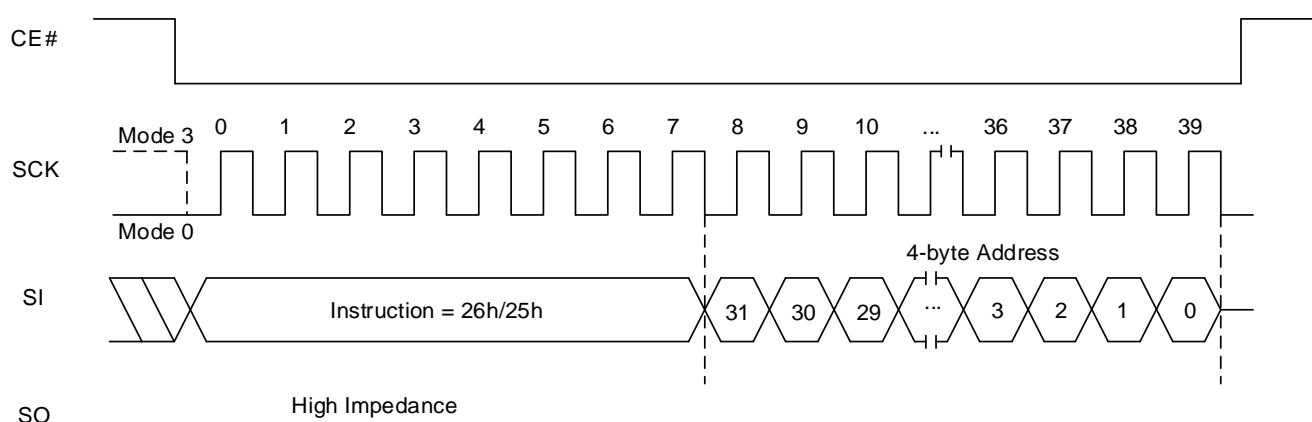 CE#
Mode 3
0 1 2 3 4 5 6 7 8 9 10 ... 36 37 38 39
SCK
Mode 0
4-byte Address
SI
Instruction = 26h/25h
31 30 29 ... 3 2 1 0
High Impedance
SO